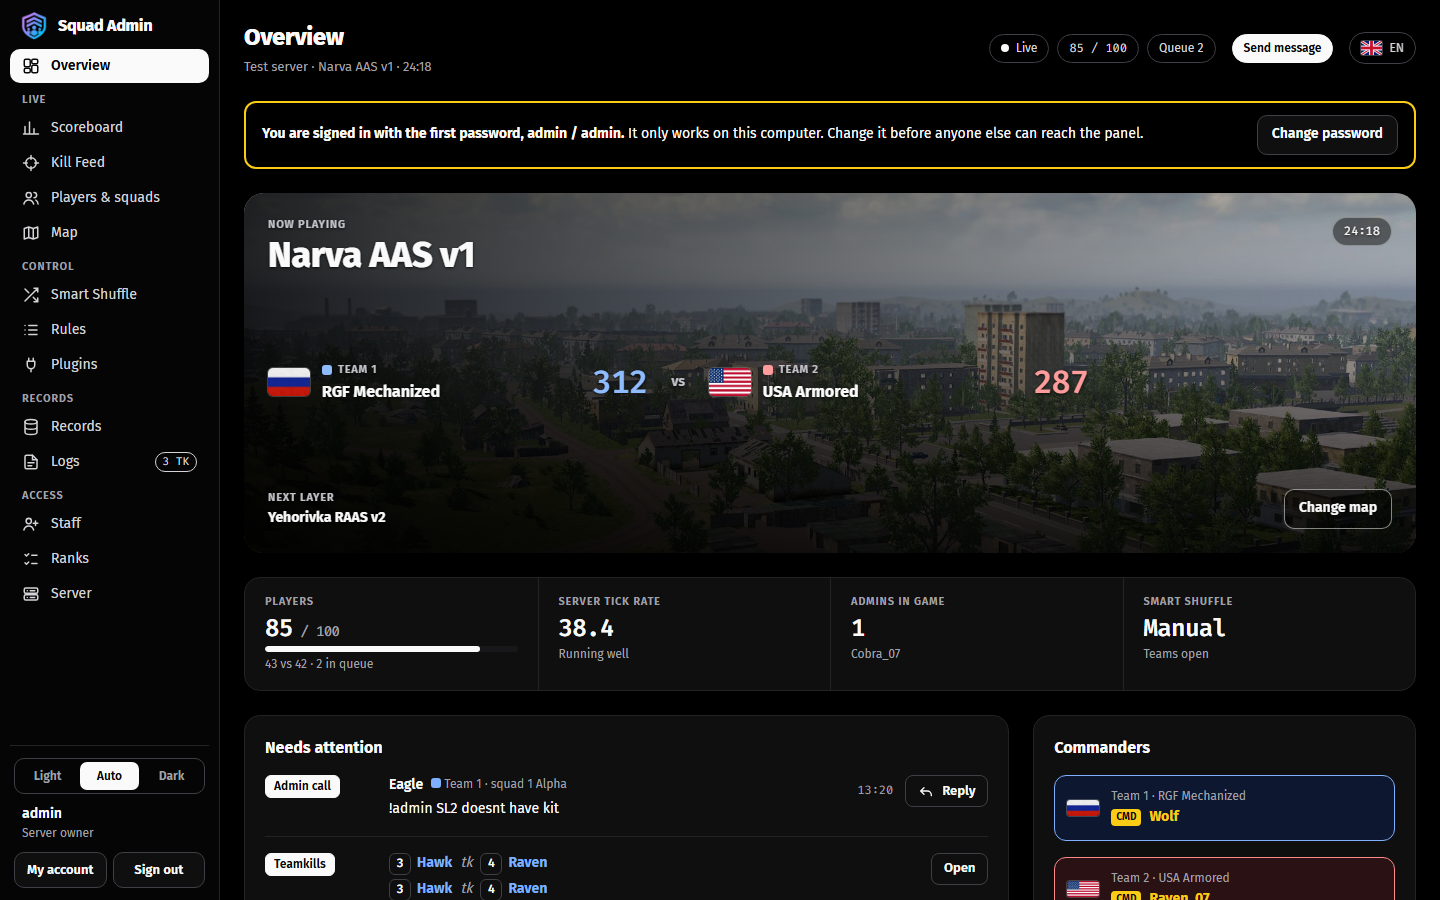 Squad Admin
Overview
LIVE
Scoreboard
Kill Feed
Players & squads
Map
CONTROL
Smart Shuffle
Rules
Plugins
RECORDS
Records
Logs
3 TK
ACCESS
Staff
Ranks
Server
Light
Auto
Dark
admin
Server owner
My account
Sign out
Overview
Test server · Narva AAS v1 · 24:18
Live
85 / 100
Queue 2
Send message
EN
You are signed in with the first password, admin / admin. It only works on this computer. Change it before anyone else can reach the panel.
Change password
NOW PLAYING
Narva AAS v1
24:18
TEAM 1
RGF Mechanized
312
VS
TEAM 2
USA Armored
287
NEXT LAYER
Yehorivka RAAS v2
Change map
PLAYERS
85 / 100
43 vs 42 · 2 in queue
SERVER TICK RATE
38.4
Running well
ADMINS IN GAME
1
Cobra_07
SMART SHUFFLE
Manual
Teams open
Needs attention
Admin call
Eagle Team 1 · squad 1 Alpha
!admin SL2 doesnt have kit
13:20
Reply
Teamkills
3 Hawk tk 4 Raven
3 Hawk tk 4 Raven
Open
Commanders
Team 1 · RGF Mechanized
CMD Wolf
Team 2 · USA Armored
CMD Raven_07